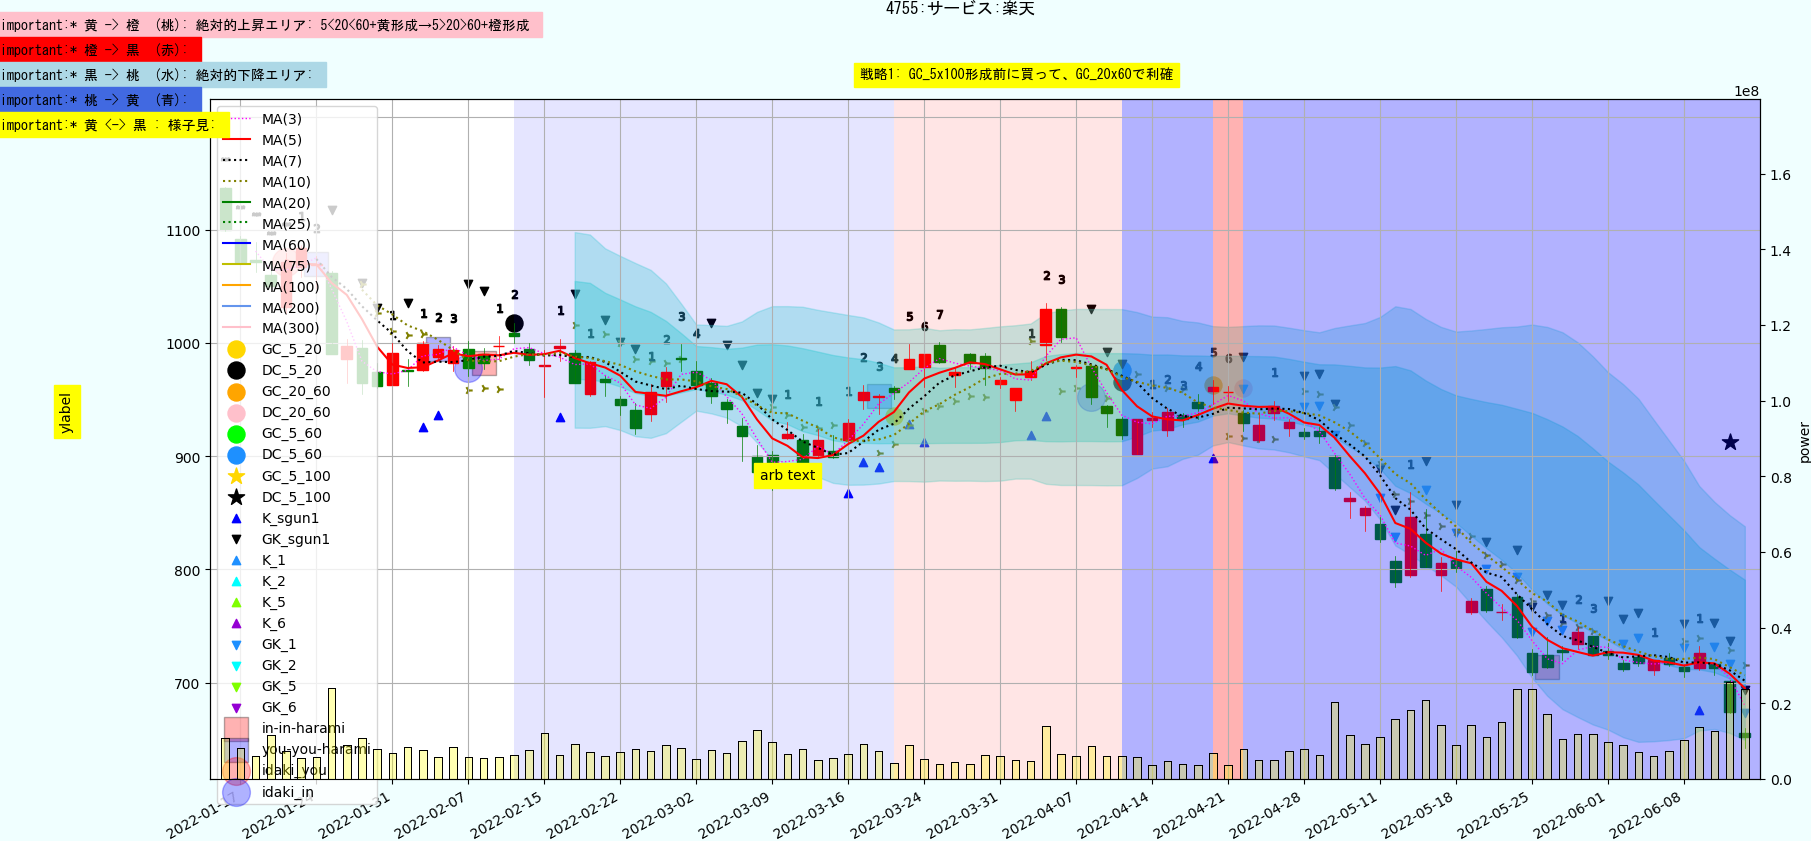 4755:サービス:楽天
important:* 黄 -> 橙 （桃）: 絶対的上昇エリア: 5<20<60+黄形成→5>20>60+橙形成
important:* 橙 -> 黒 （赤）:
important:* 黒 -> 桃 （水）: 絶対的下降エリア:
important:* 桃 -> 黄 （青）:
important:* 黄 <-> 黒 : 様子見:
戦略1: GC_5x100形成前に買って、GC_20x60で利確
1e8
MA(3)
MA(5)
MA(7)
MA(10)
MA(20)
MA(25)
MA(60)
MA(75)
MA(100)
MA(200)
MA(300)
GC_5_20
DC_5_20
GC_20_60
DC_20_60
GC_5_60
DC_5_60
GC_5_100
DC_5_100
K_sgun1
GK_sgun1
K_1
K_2
K_5
K_6
GK_1
GK_2
GK_5
GK_6
in-in-harami
you-you-harami
idaki_you
idaki_in
ylabel
1100
1000
900
800
700
arb text
power
1.6
1.4
1.2
1.0
0.8
0.6
0.4
0.2
0.0
2022-01-24
2022-01-31
2022-02-07
2022-02-15
2022-02-22
2022-03-02
2022-03-09
2022-03-16
2022-03-24
2022-03-31
2022-04-07
2022-04-14
2022-04-21
2022-04-28
2022-05-11
2022-05-18
2022-05-25
2022-06-01
2022-06-08